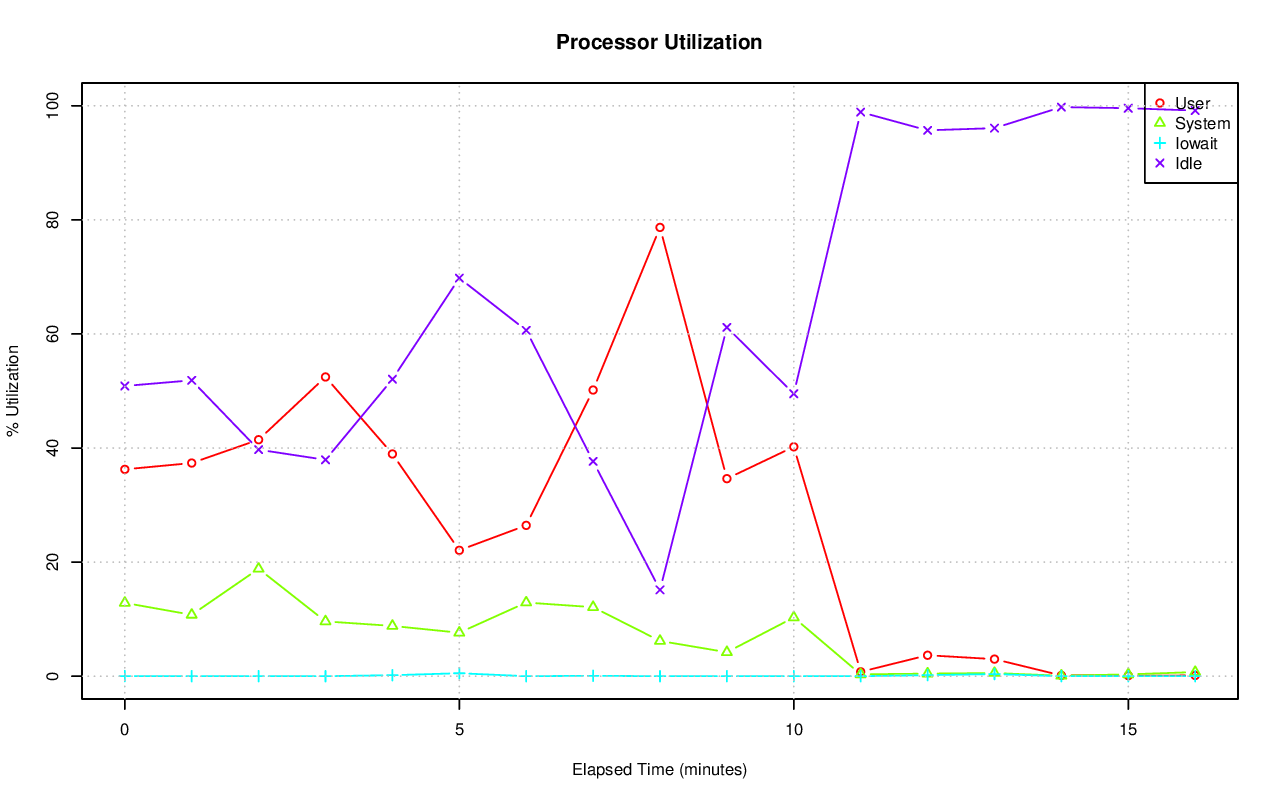 Processor Utilization
100
80
60
40
20
0
% Utilization
User
System
Iowait
Idle
0 5 10 15
Elapsed Time (minutes)